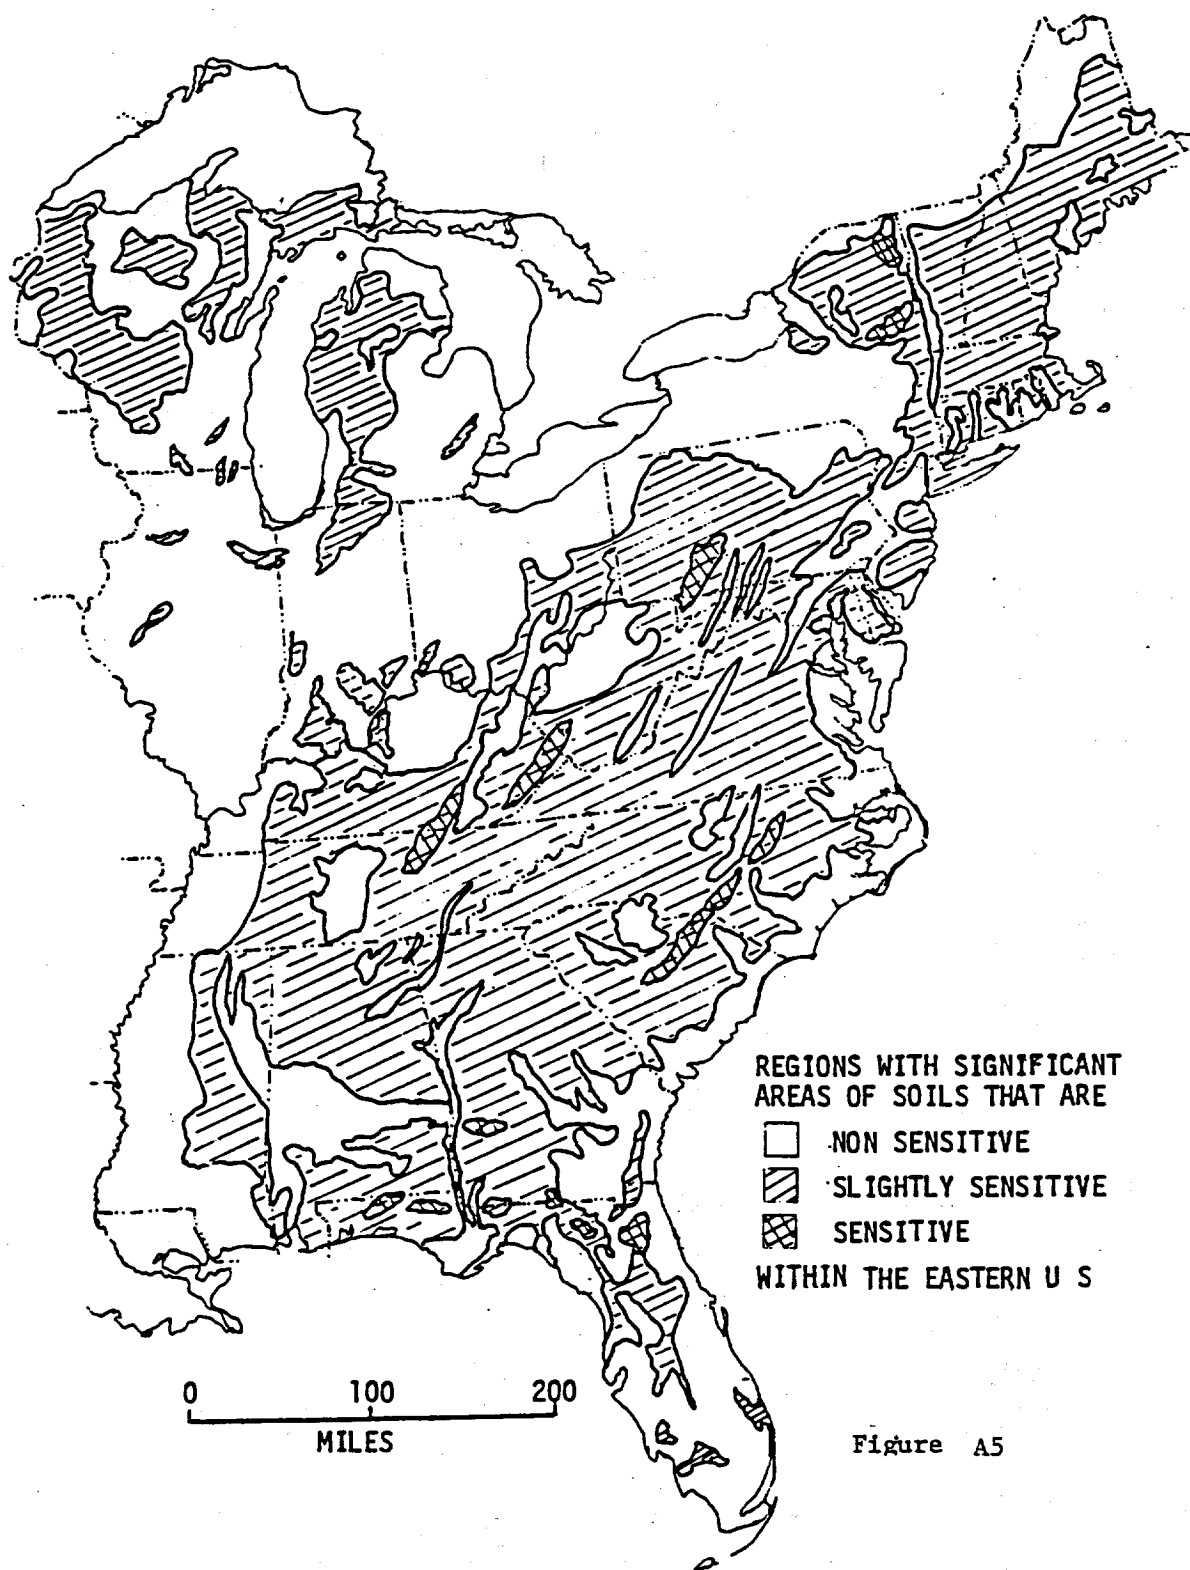 REGIONS WITH SIGNIFICANT
AREAS OF SOILS THAT ARE
NON SENSITIVE
SLIGHTLY SENSITIVE
SENSITIVE
WITHIN THE EASTERN U S
0 100 200
MILES
Figure A5